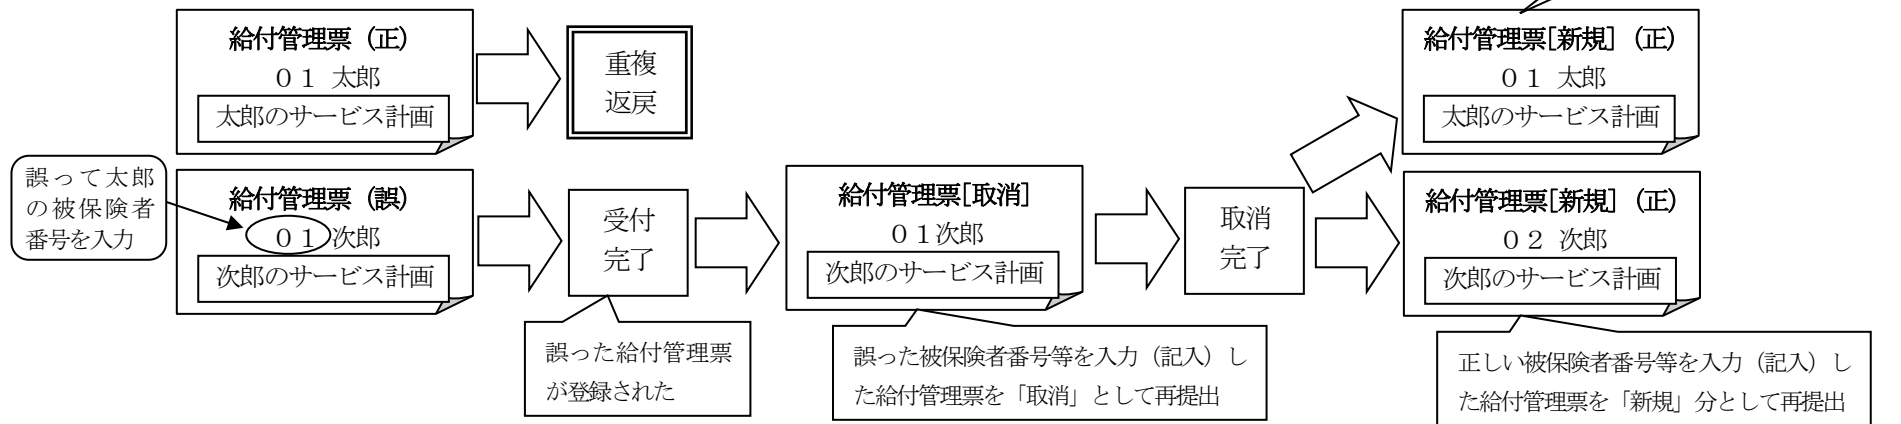 給付管理票（正）
０１ 太郎
太郎のサービス計画
重複
返戻
給付管理票[新規]（正）
０１ 太郎
太郎のサービス計画
誤って太郎
の被保険者
番号を入力
給付管理票（誤）
０１次郎
次郎のサービス計画
受付
完了
給付管理票[取消]
０１次郎
次郎のサービス計画
取消
完了
給付管理票[新規]（正）
０２ 次郎
次郎のサービス計画
誤った給付管理票
が登録された
誤った被保険者番号等を入力（記入）し
た給付管理票を「取消」として再提出
正しい被保険者番号等を入力（記入）し
た給付管理票を「新規」分として再提出